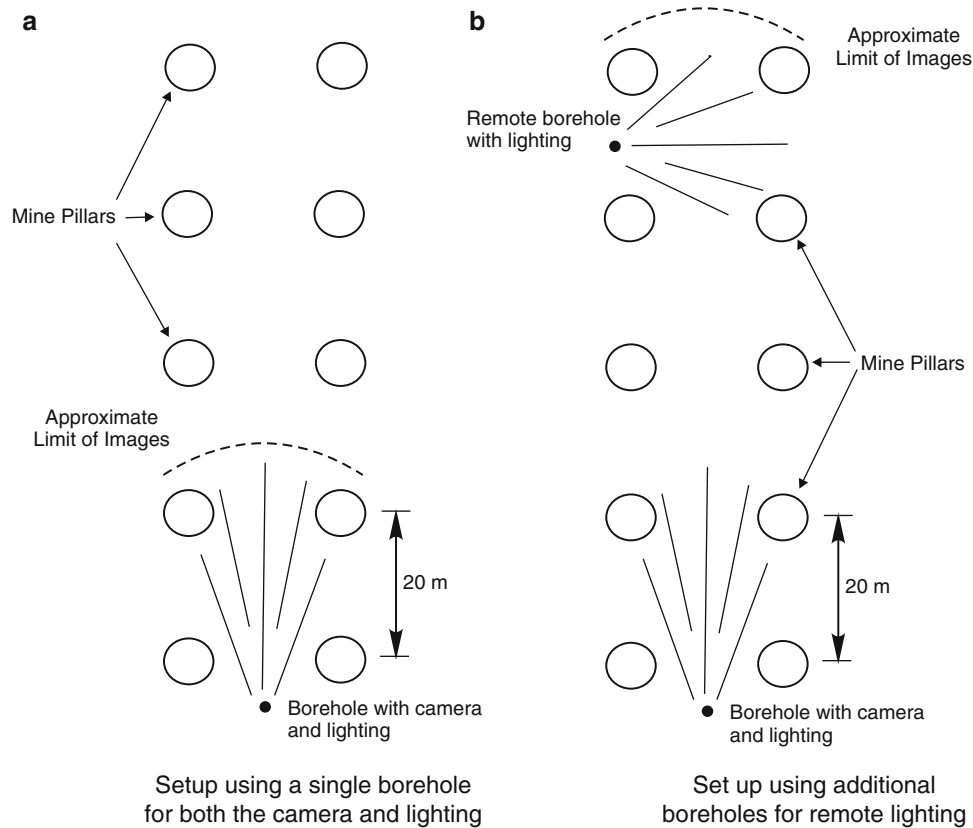 a
Mine Pillars
Approximate
Limit of Images
20 m
Borehole with camera
and lighting
Setup using a single borehole
for both the camera and lighting
b
Approximate
Limit of Images
Remote borehole
with lighting
Mine Pillars
20 m
Borehole with camera
and lighting
Set up using additional
boreholes for remote lighting